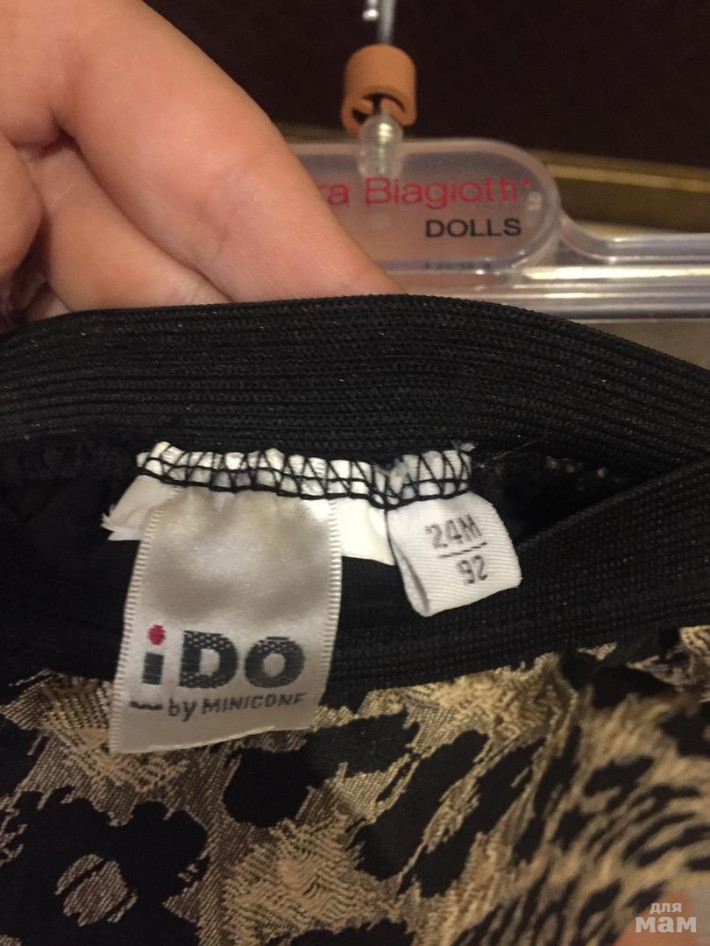 ra Biagiotti
DOLLS
24M
92
iDO
by MINICONF
для
мам